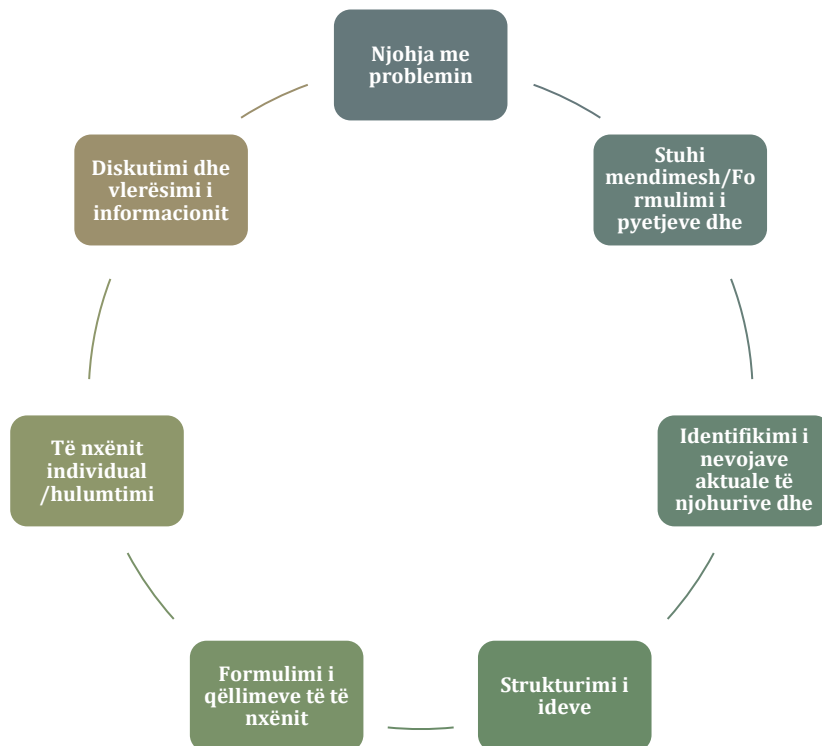 Njohja me
problemin
Stuhi
mendimesh/Fo
rmulimi i
pyetjeve dhe
Identifikimi i
nevojave
aktuale të
njohurive dhe
Strukturimi i
ideve
Formulimi i
qëllimeve të të
nxënit
Të nxënit
individual
/hulumtimi
Diskutimi dhe
vlerësimi i
informacionit